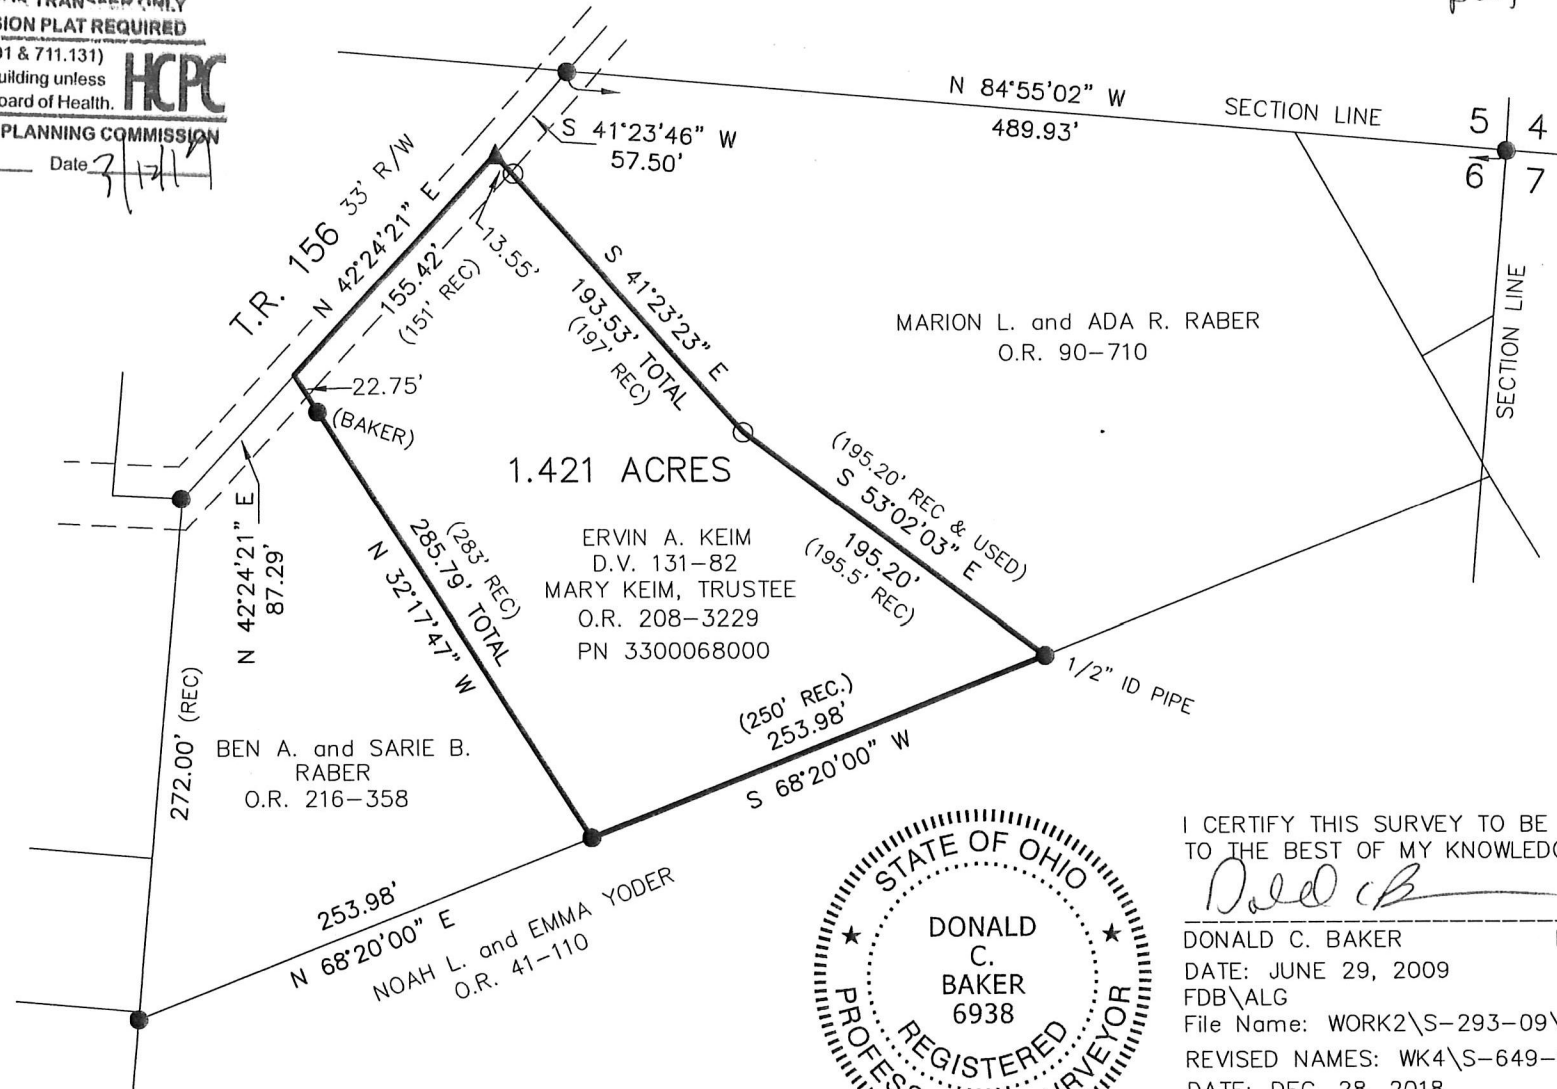 TRANSFER ONLY
SION PLAT REQUIRED
01 & 711.131)
uilding unless
oard of Health.
HCPC
PLANNING COMMISSION
Date
N 84°55'02" W
489.93'
SECTION LINE
5 4
6 7
S 41°23'46" W
57.50'
T.R. 156 33' R/W
N 42°24'21" E
155.42'
(151' REC)
13.55'
S 41°23'23" E
193.53' TOTAL
(197' REC)
MARION L. and ADA R. RABER
O.R. 90-710
SECTION LINE
22.75'
(BAKER)
1.421 ACRES
(195.20' REC & USED)
S 53°02'03" E
195.20'
(195.5' REC)
N 42°24'21" E
87.29'
(283' REC)
285.79' TOTAL
N 32°17'47" W
ERVIN A. KEIM
D.V. 131-82
MARY KEIM, TRUSTEE
O.R. 208-3229
PN 3300068000
1/2" ID PIPE
(250' REC.)
253.98'
S 68°20'00" W
272.00' (REC)
BEN A. and SARIE B.
RABER
O.R. 216-358
253.98'
N 68°20'00" E
NOAH L. and EMMA YODER
O.R. 41-110
STATE OF OHIO
DONALD
C.
BAKER
6938
REGISTERED
I CERTIFY THIS SURVEY TO BE
TO THE BEST OF MY KNOWLEDG
DONALD C. BAKER
DATE: JUNE 29, 2009
FDB\ALG
File Name: WORK2\S-293-09\
REVISED NAMES: WK4\S-649-
DATE: DEC. 28, 2018